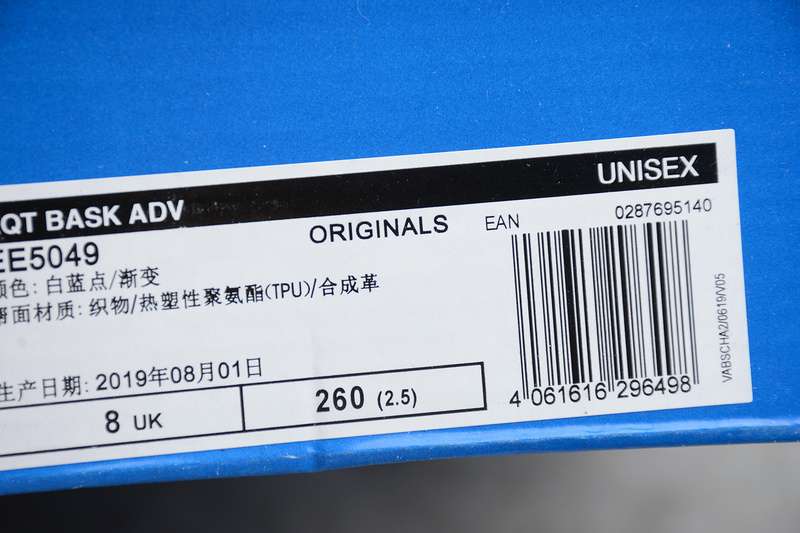 QT BASK ADV
UNISEX
EE5049
ORIGINALS
EAN
0287695140
颜色: 白蓝点/渐变
帮面材质: 织物/热塑性聚氨酯(TPU)/合成革
生产日期: 2019年08月01日
8 UK
260 (2.5)
4 061616 296498
VABSCHA2/0619/V05